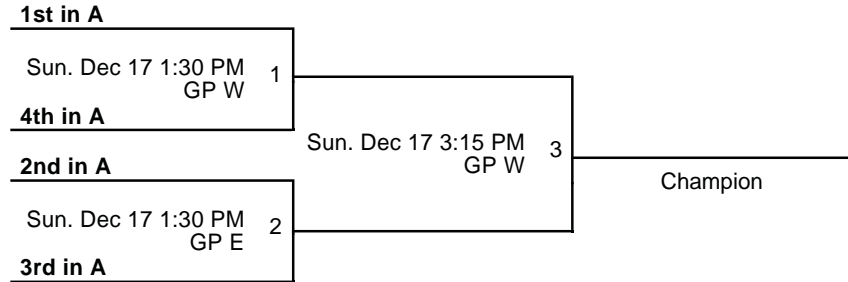 1st in A
Sun. Dec 17 1:30 PM 1
GP W
4th in A
Sun. Dec 17 3:15 PM 3
GP W
2nd in A
Champion
Sun. Dec 17 1:30 PM 2
GP E
3rd in A